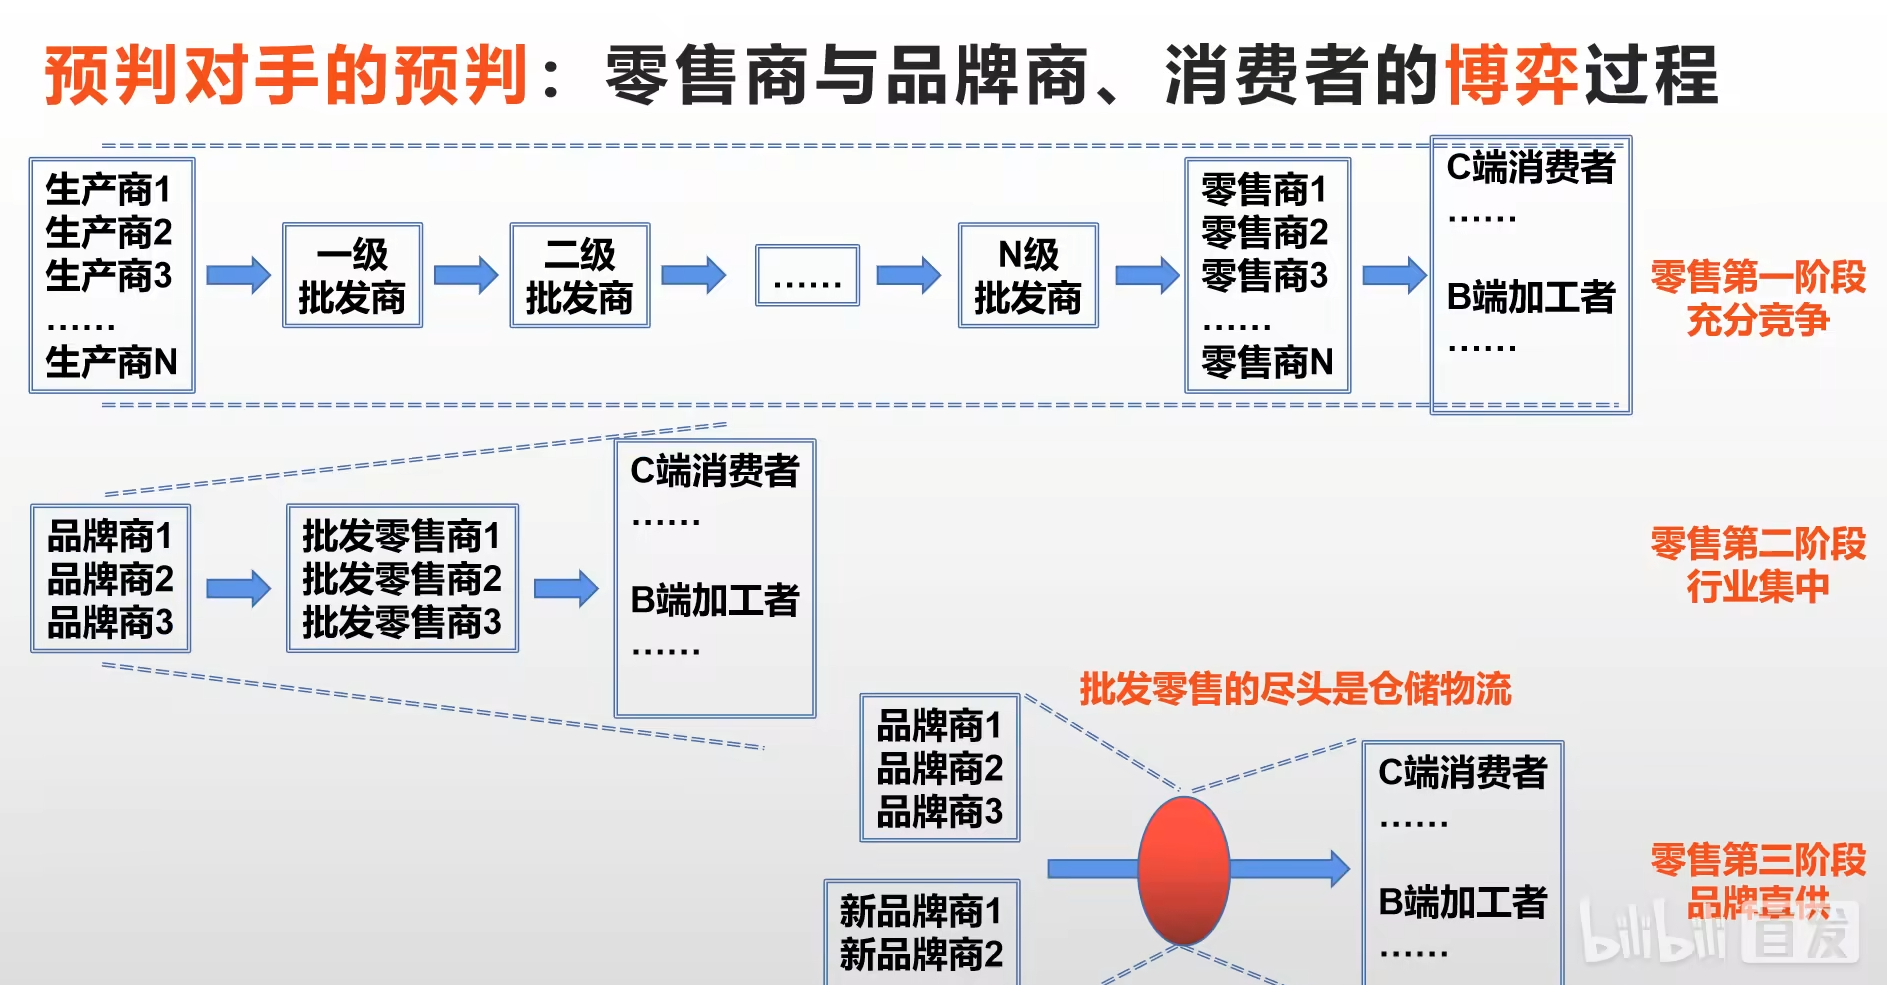 预判对手的预判：零售商与品牌商、消费者的博弈过程
生产商1
生产商2
生产商3
……
生产商N
一级
批发商
二级
批发商
……
N级
批发商
零售商1
零售商2
零售商3
……
零售商N
C端消费者
……
B端加工者
……
零售第一阶段
充分竞争
品牌商1
品牌商2
品牌商3
批发零售商1
批发零售商2
批发零售商3
C端消费者
……
B端加工者
……
零售第二阶段
行业集中
批发零售的尽头是仓储物流
品牌商1
品牌商2
品牌商3
新品牌商1
新品牌商2
C端消费者
……
B端加工者
……
零售第三阶段
品牌直供
bilibili 首发